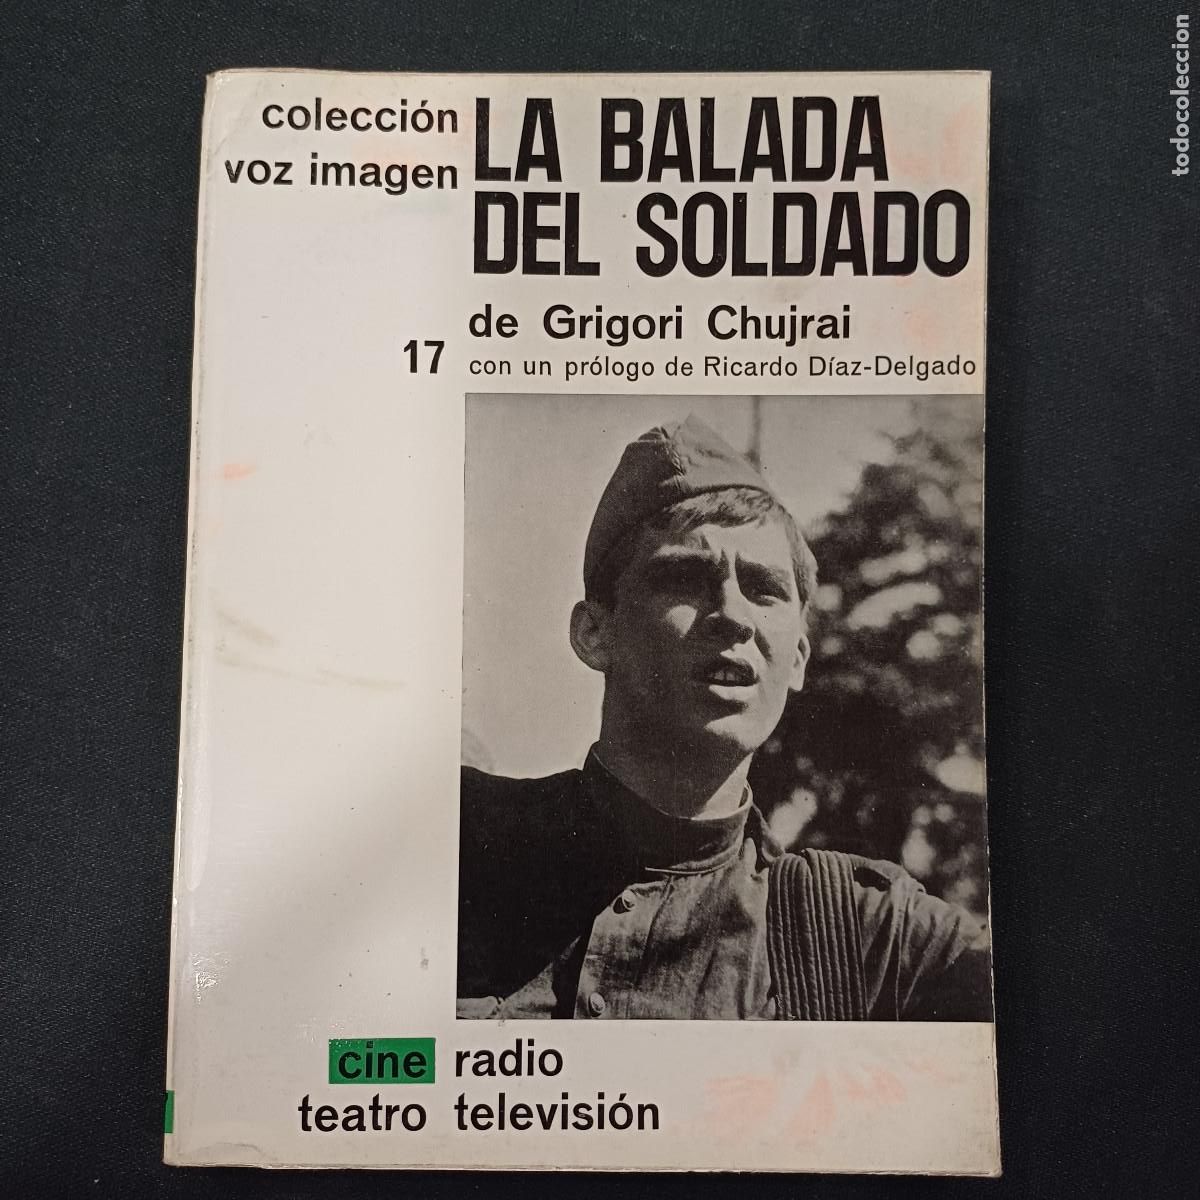 colección
voz imagen
LA BALADA
DEL SOLDADO
de Grigori Chujrai
17
con un prólogo de Ricardo Díaz-Delgado
cine radio
teatro televisión
todocoleccion